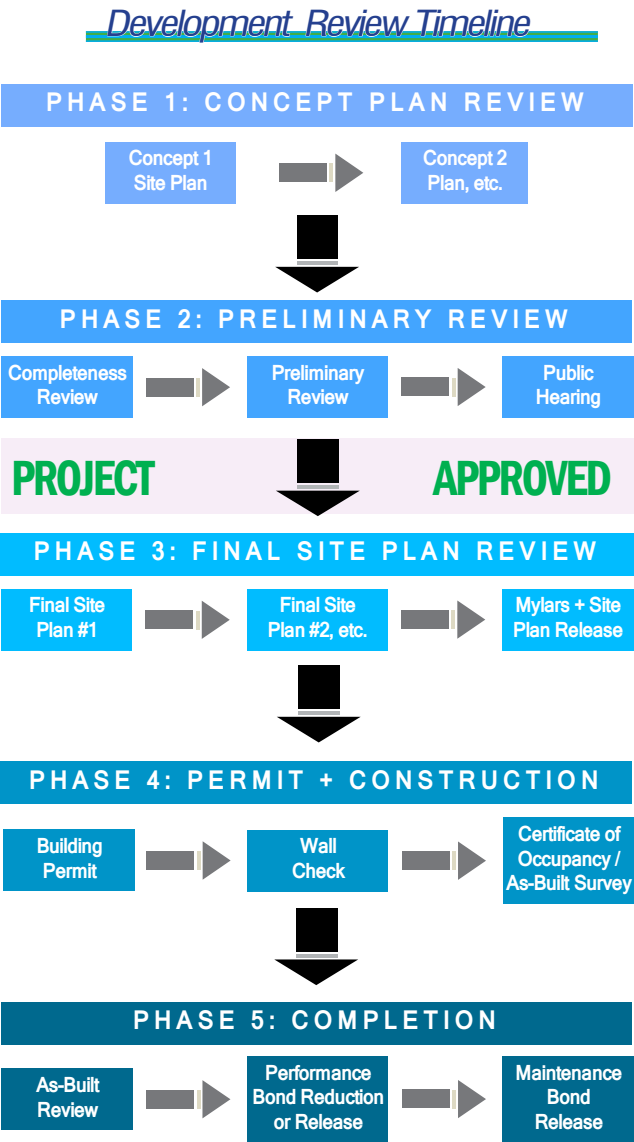 Development Review Timeline
PHASE 1: CONCEPT PLAN REVIEW
Concept 1
Site Plan
Concept 2
Plan, etc.
PHASE 2: PRELIMINARY REVIEW
Completeness
Review
Preliminary
Review
Public
Hearing
PROJECT APPROVED
PHASE 3: FINAL SITE PLAN REVIEW
Final Site
Plan #1
Final Site
Plan #2, etc.
Mylars + Site
Plan Release
PHASE 4: PERMIT + CONSTRUCTION
Building
Permit
Wall
Check
Certificate of
Occupancy /
As-Built Survey
PHASE 5: COMPLETION
As-Built
Review
Performance
Bond Reduction
or Release
Maintenance
Bond
Release